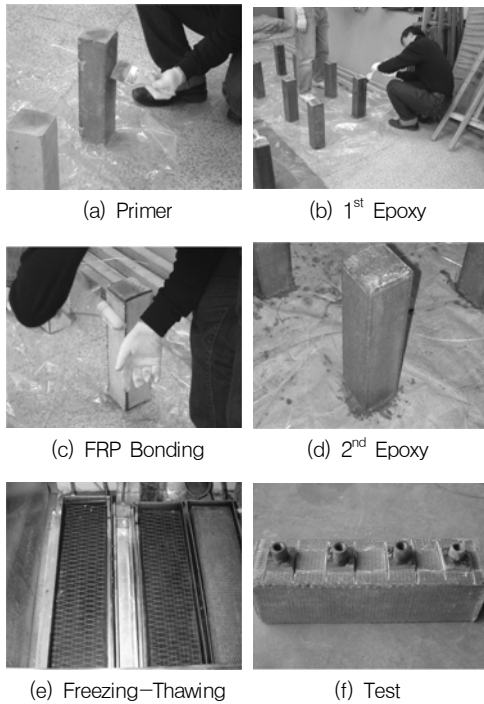 (a) Primer
(b) 1st Epoxy
(c) FRP Bonding
(d) 2nd Epoxy
(e) Freezing-Thawing
(f) Test